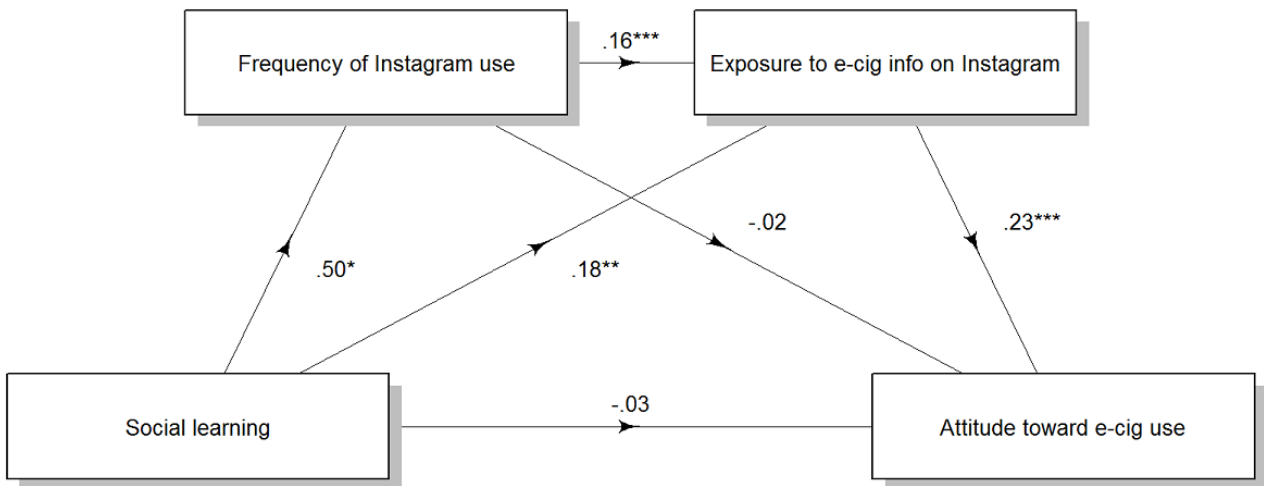 .16***
Frequency of Instagram use
Exposure to e-cig info on Instagram
-.02
.23***
.50*
.18**
-.03
Social learning
Attitude toward e-cig use